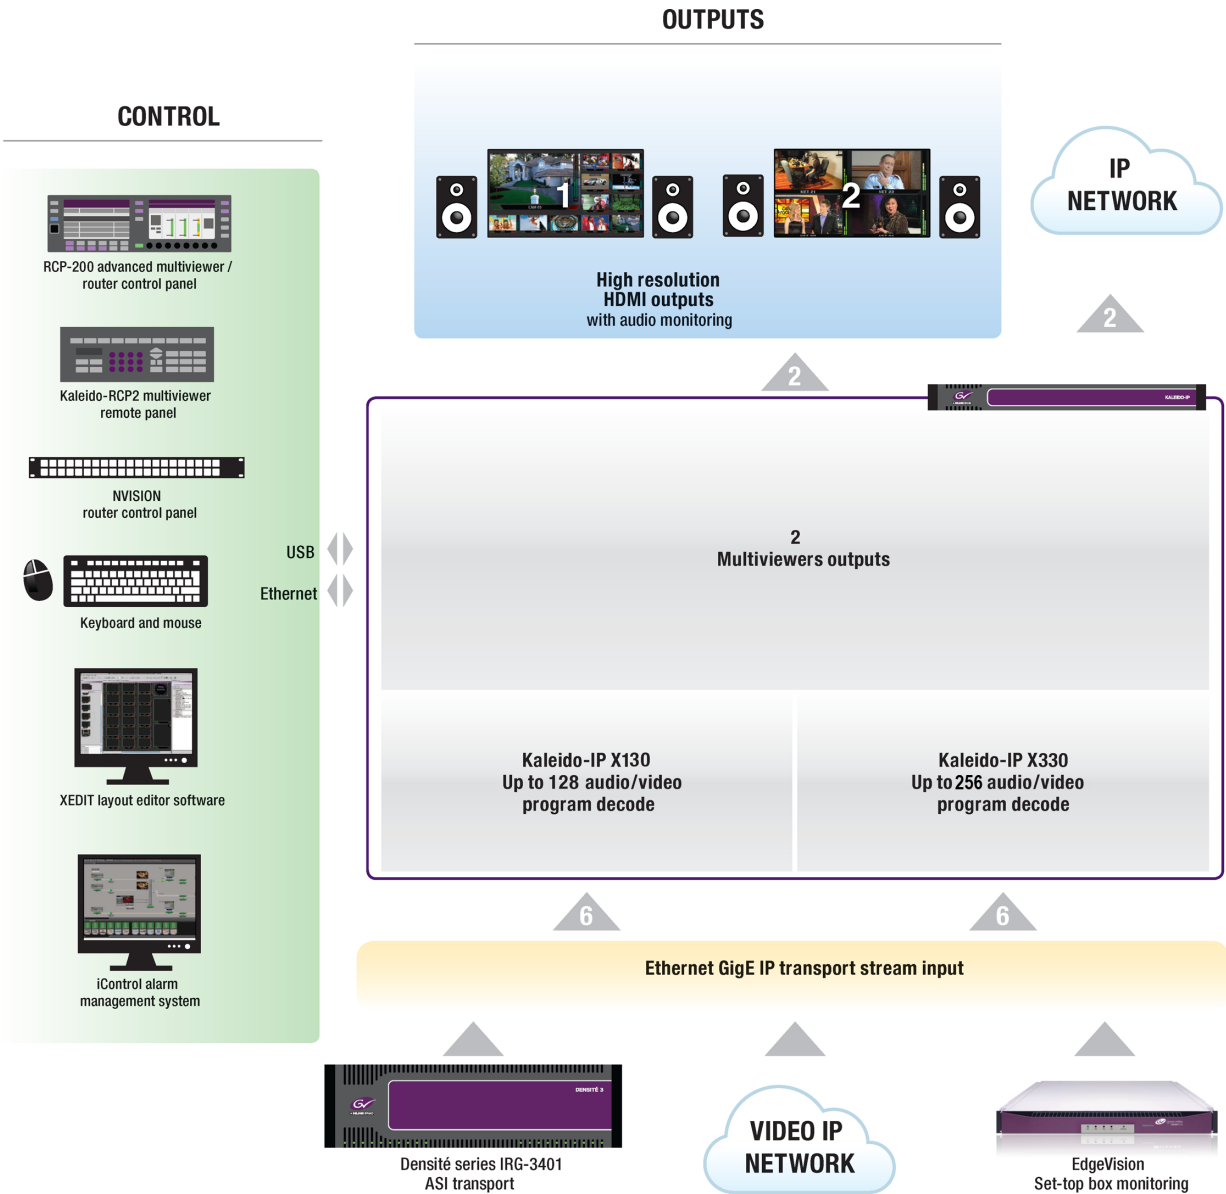 OUTPUTS
CONTROL
1
2
High resolution
HDMI outputs
with audio monitoring
IP
NETWORK
2
2
KALEIDO-IP
RCP-200 advanced multiviewer /
router control panel
Kaleido-RCP2 multiviewer
remote panel
NVISION
router control panel
USB
Ethernet
Keyboard and mouse
XEDIT layout editor software
iControl alarm
management system
2
Multiviewers outputs
Kaleido-IP X130
Up to 128 audio/video
program decode
Kaleido-IP X330
Up to 256 audio/video
program decode
6
6
Ethernet GigE IP transport stream input
DENSITÉ 3
Densité series IRG-3401
ASI transport
VIDEO IP
NETWORK
EdgeVision
Set-top box monitoring